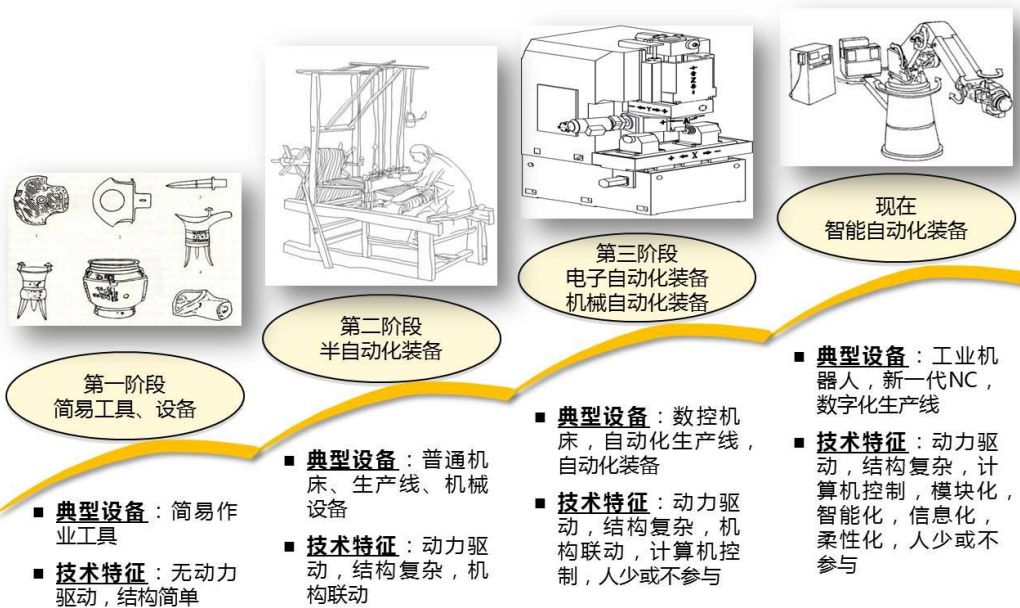 第一阶段
简易工具、设备
■ 典型设备：简易作
业工具
■ 技术特征：无动力
驱动，结构简单
第二阶段
半自动化装备
■ 典型设备：普通机
床、生产线、机械
设备
■ 技术特征：动力驱
动，结构复杂，机
构联动
第三阶段
电子自动化装备
机械自动化装备
■ 典型设备：数控机
床，自动化生产线，
自动化装备
■ 技术特征：动力驱
动，结构复杂，机
构联动，计算机控
制，人少或不参与
现在
智能自动化装备
■ 典型设备：工业机
器人，新一代NC，
数字化生产线
■ 技术特征：动力驱
动，结构复杂，计
算机控制，模块化，
智能化，信息化，
柔性化，人少或不
参与
- Y +
+ X -